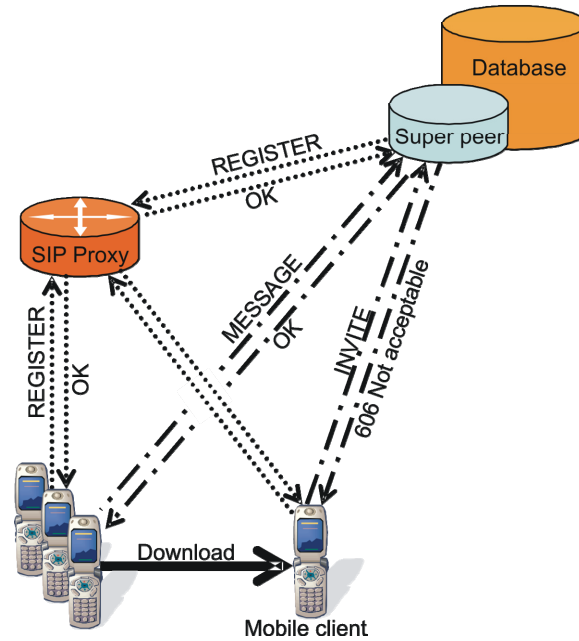 Database
Super peer
REGISTER
OK
SIP Proxy
MESSAGE
OK
INVITE
606 Not acceptable
REGISTER
OK
Download
Mobile client